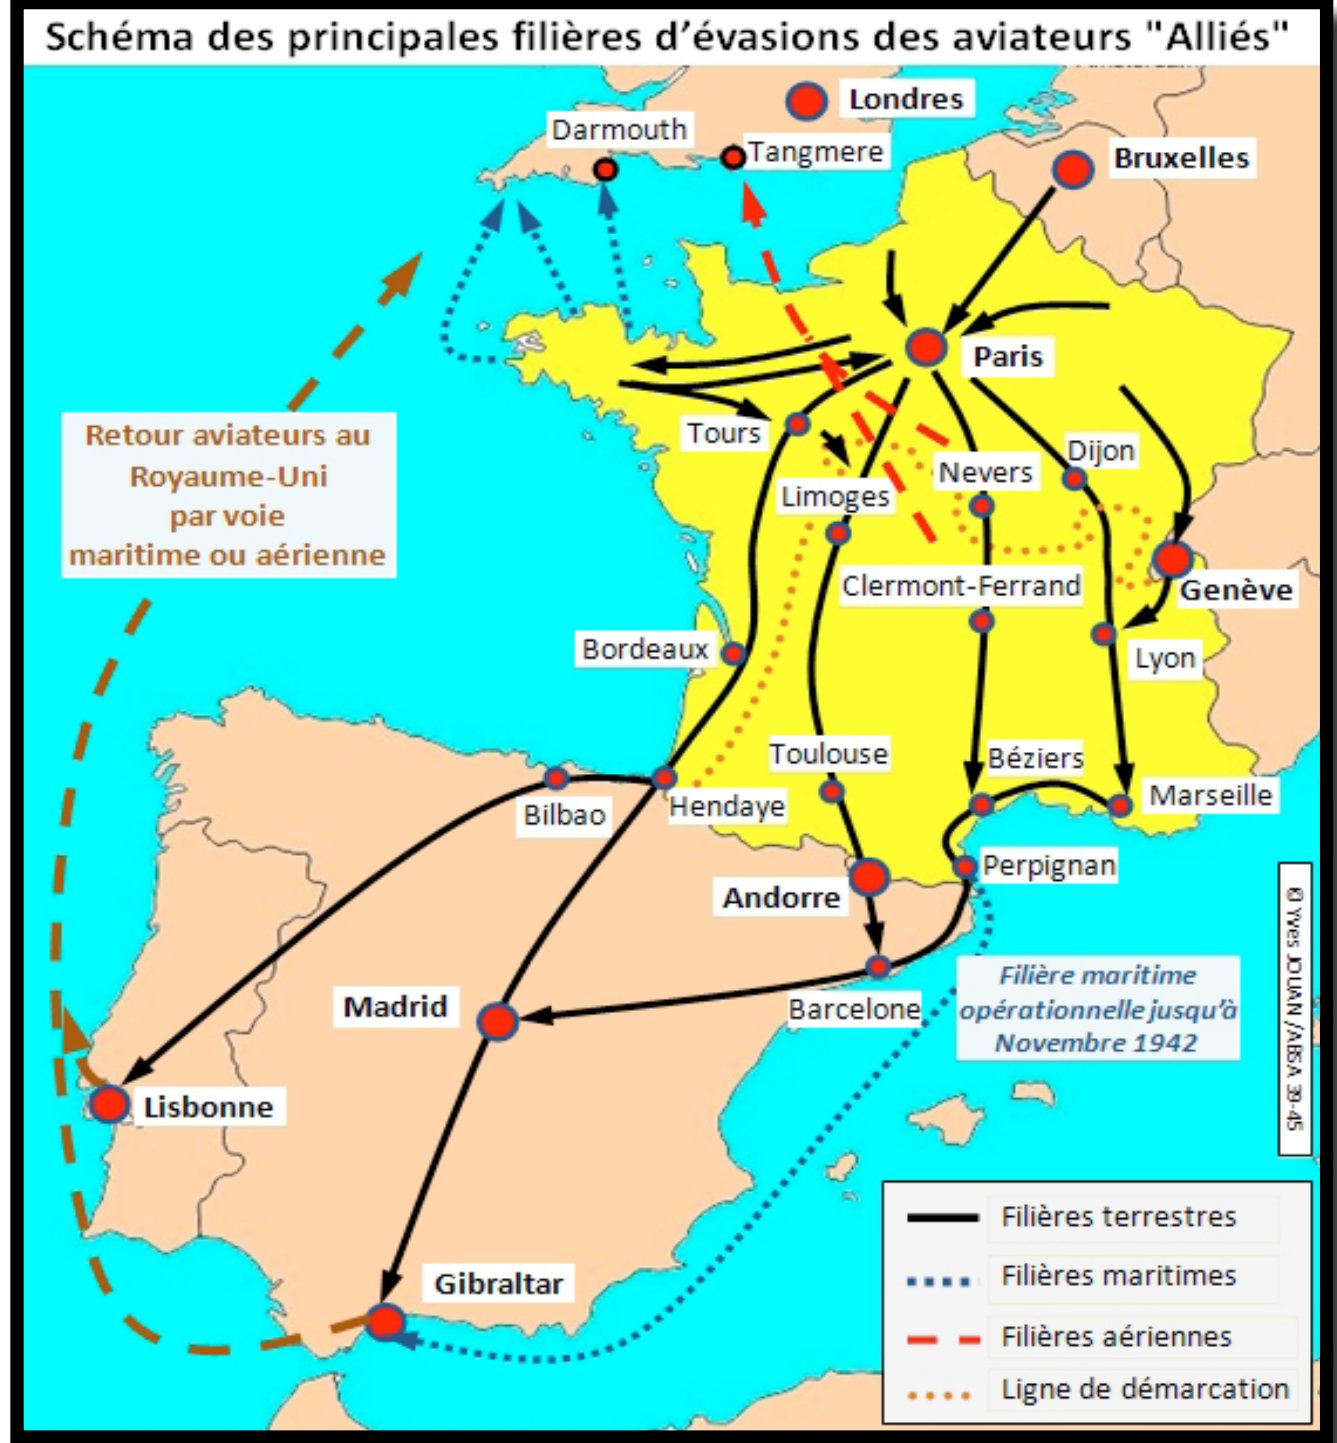 Schéma des principales filières d'évasions des aviateurs "Alliés"
Amsterdam
Londres
Darmouth
Tangmere
Bruxelles
Paris
Retour aviateurs au
Royaume-Uni
par voie
maritime ou aérienne
Tours
Dijon
Nevers
Limoges
Clermont-Ferrand
Genève
Bordeaux
Lyon
Toulouse
Béziers
Bilbao
Hendaye
Marseille
Perpignan
Andorre
Madrid
Barcelone
Filière maritime
opérationnelle jusqu'à
Novembre 1942
Lisbonne
© Yves JOUAN /ABSA 39-45
Gibraltar
Filières terrestres
Filières maritimes
Filières aériennes
Ligne de démarcation